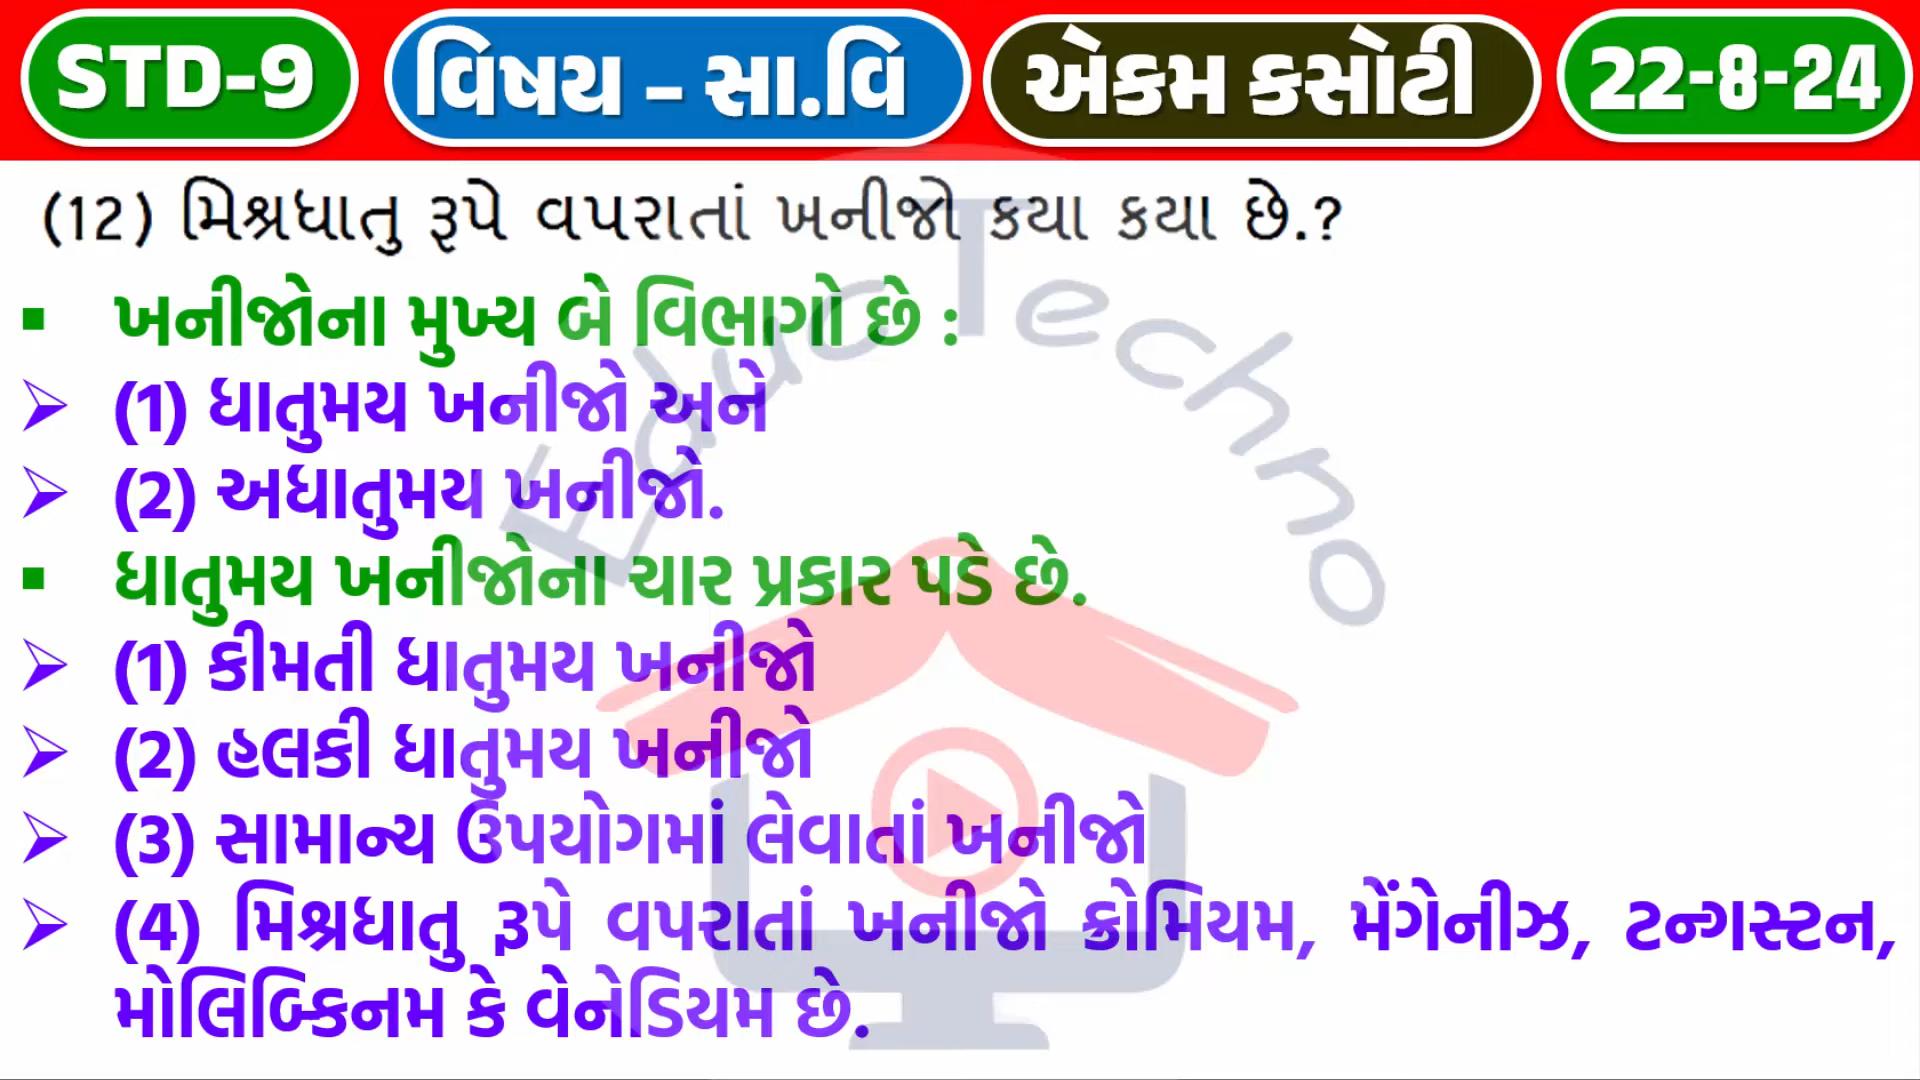 STD-9 વિષય – સા.વિ એકમ કસોટી 22-8-24
(12) મિશ્રધાતુ રૂપે વપરાતાં ખનીજો કયા કયા છે.?
▪ ખનીજોના મુખ્ય બે વિભાગો છે :
➢ (1) ધાતુમય ખનીજો અને
➢ (2) અધાતુમય ખનીજો.
▪ ધાતુમય ખનીજોના ચાર પ્રકાર પડે છે.
➢ (1) કીમતી ધાતુમય ખનીજો
➢ (2) હલકી ધાતુમય ખનીજો
➢ (3) સામાન્ય ઉપયોગમાં લેવાતાં ખનીજો
➢ (4) મિશ્રધાતુ રૂપે વપરાતાં ખનીજો ક્રોમિયમ, મેંગેનીઝ, ટન્ગસ્ટન,
મોલિબ્કિનમ કે વેનેડિયમ છે.
EducTechno